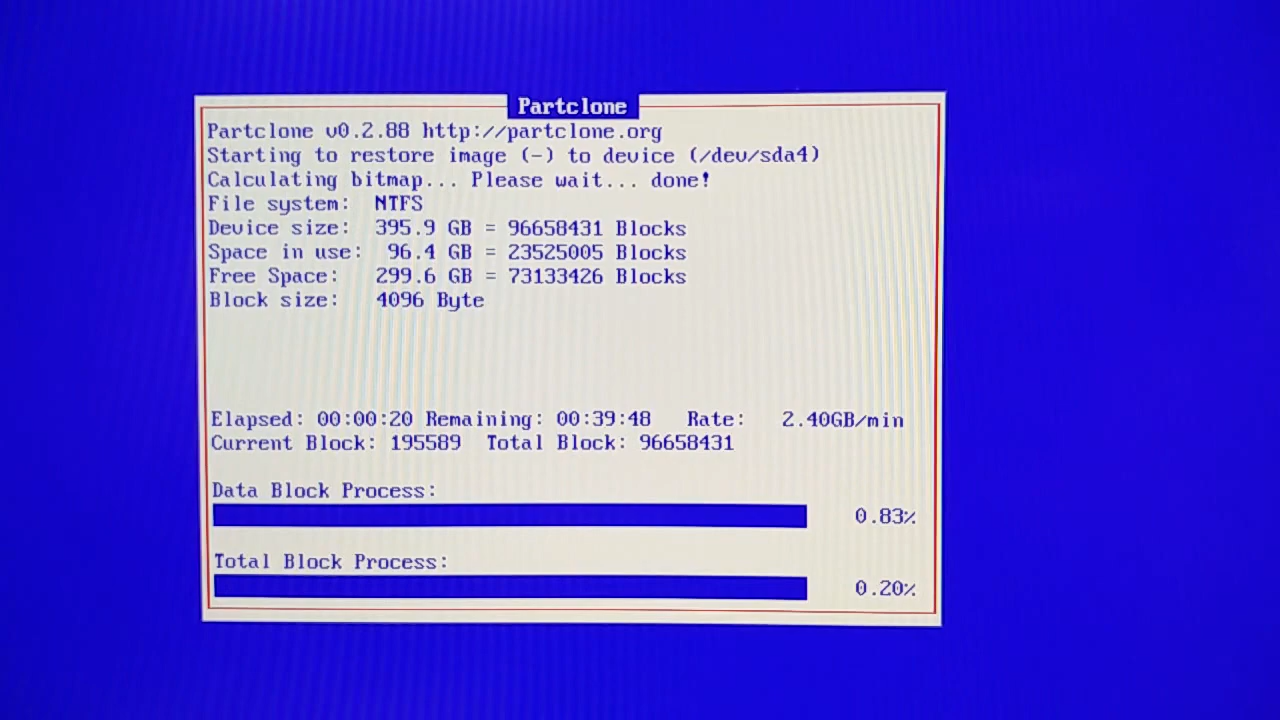 Partclone
Partclone v0.2.88 http://partclone.org
Starting to restore image (-) to device (/dev/sda4)
Calculating bitmap... Please wait... done!
File system:  NTFS
Device size:  395.9 GB = 96658431 Blocks
Space in use:  96.4 GB = 23525005 Blocks
Free Space:   299.6 GB = 73133426 Blocks
Block size:   4096 Byte
Elapsed: 00:00:20 Remaining: 00:39:48   Rate:   2.40GB/min
Current Block: 195589  Total Block: 96658431
Data Block Process:
0.83%
Total Block Process:
0.20%